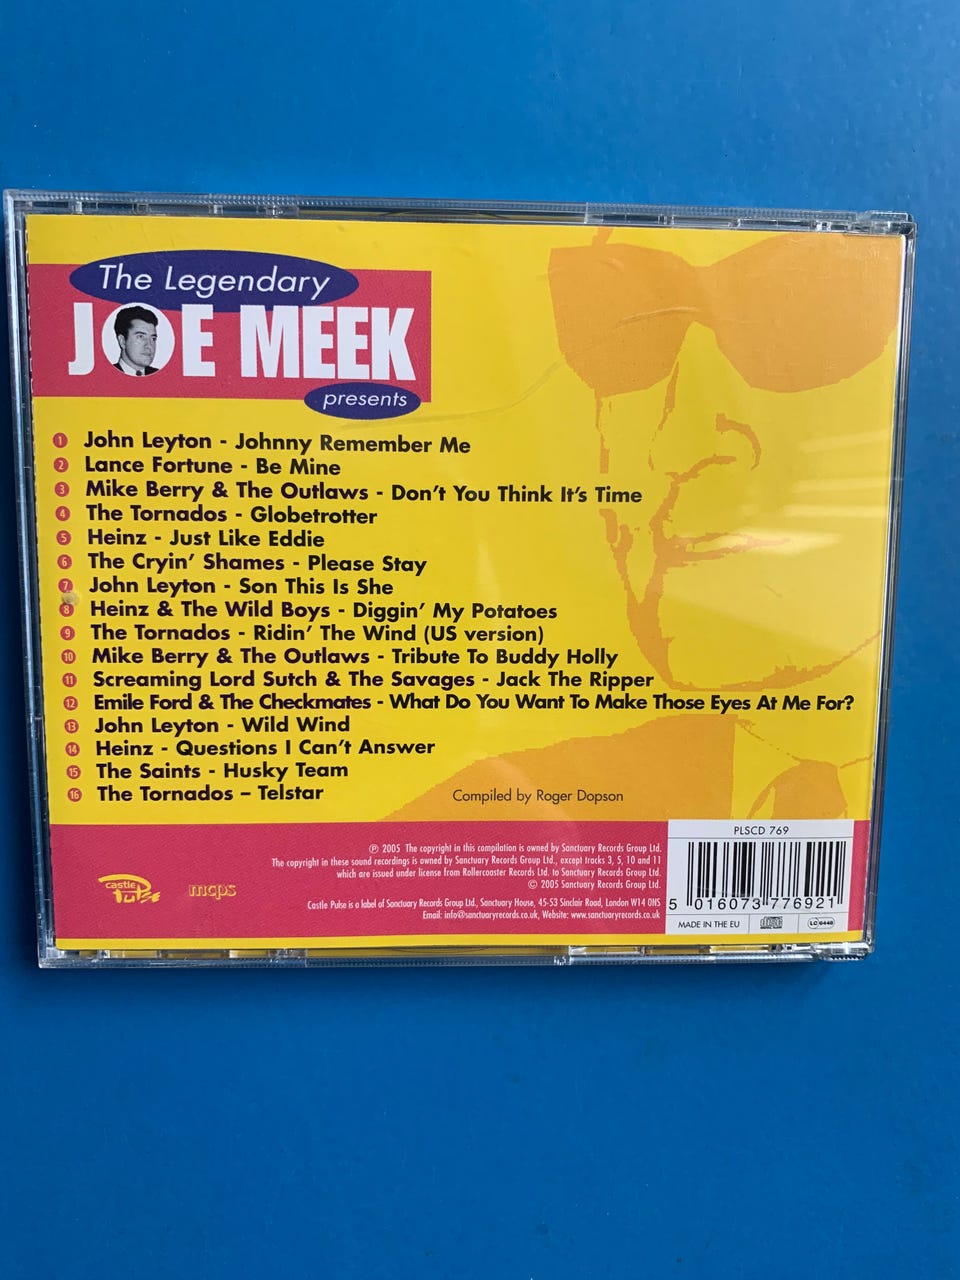 The Legendary
JOE MEEK
presents
1 John Leyton - Johnny Remember Me
2 Lance Fortune - Be Mine
3 Mike Berry & The Outlaws - Don't You Think It's Time
4 The Tornados - Globetrotter
5 Heinz - Just Like Eddie
6 The Cryin' Shames - Please Stay
7 John Leyton - Son This Is She
8 Heinz & The Wild Boys - Diggin' My Potatoes
9 The Tornados - Ridin' The Wind (US version)
10 Mike Berry & The Outlaws - Tribute To Buddy Holly
11 Screaming Lord Sutch & The Savages - Jack The Ripper
12 Emile Ford & The Checkmates - What Do You Want To Make Those Eyes At Me For?
13 John Leyton - Wild Wind
14 Heinz - Questions I Can't Answer
15 The Saints - Husky Team
16 The Tornados – Telstar
Compiled by Roger Dopson
℗ 2005 The copyright in this compilation is owned by Sanctuary Records Group Ltd.
The copyright in these sound recordings is owned by Sanctuary Records Group Ltd., except tracks 3, 5, 10 and 11
which are issued under license from Rollercoaster Records Ltd. to Sanctuary Records Group Ltd.
© 2005 Sanctuary Records Group Ltd.
Castle Pulse is a label of Sanctuary Records Group Ltd., Sanctuary House, 45-53 Sinclair Road, London W14 0NS
Email: info@sanctuaryrecords.co.uk, Website: www.sanctuaryrecords.co.uk
castle
Pulse
mcps
PLSCD 769
5 016073 776921
MADE IN THE EU
LC 6448